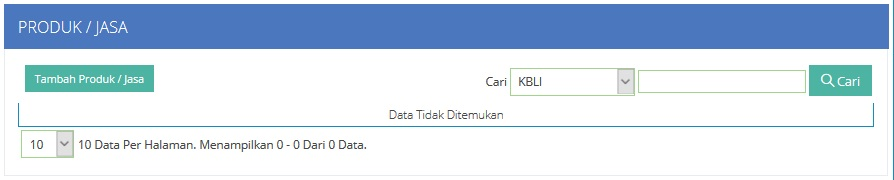 PRODUK / JASA
Tambah Produk / Jasa Cari KBLI Cari
Data Tidak Ditemukan
10 10 Data Per Halaman. Menampilkan 0 - 0 Dari 0 Data.